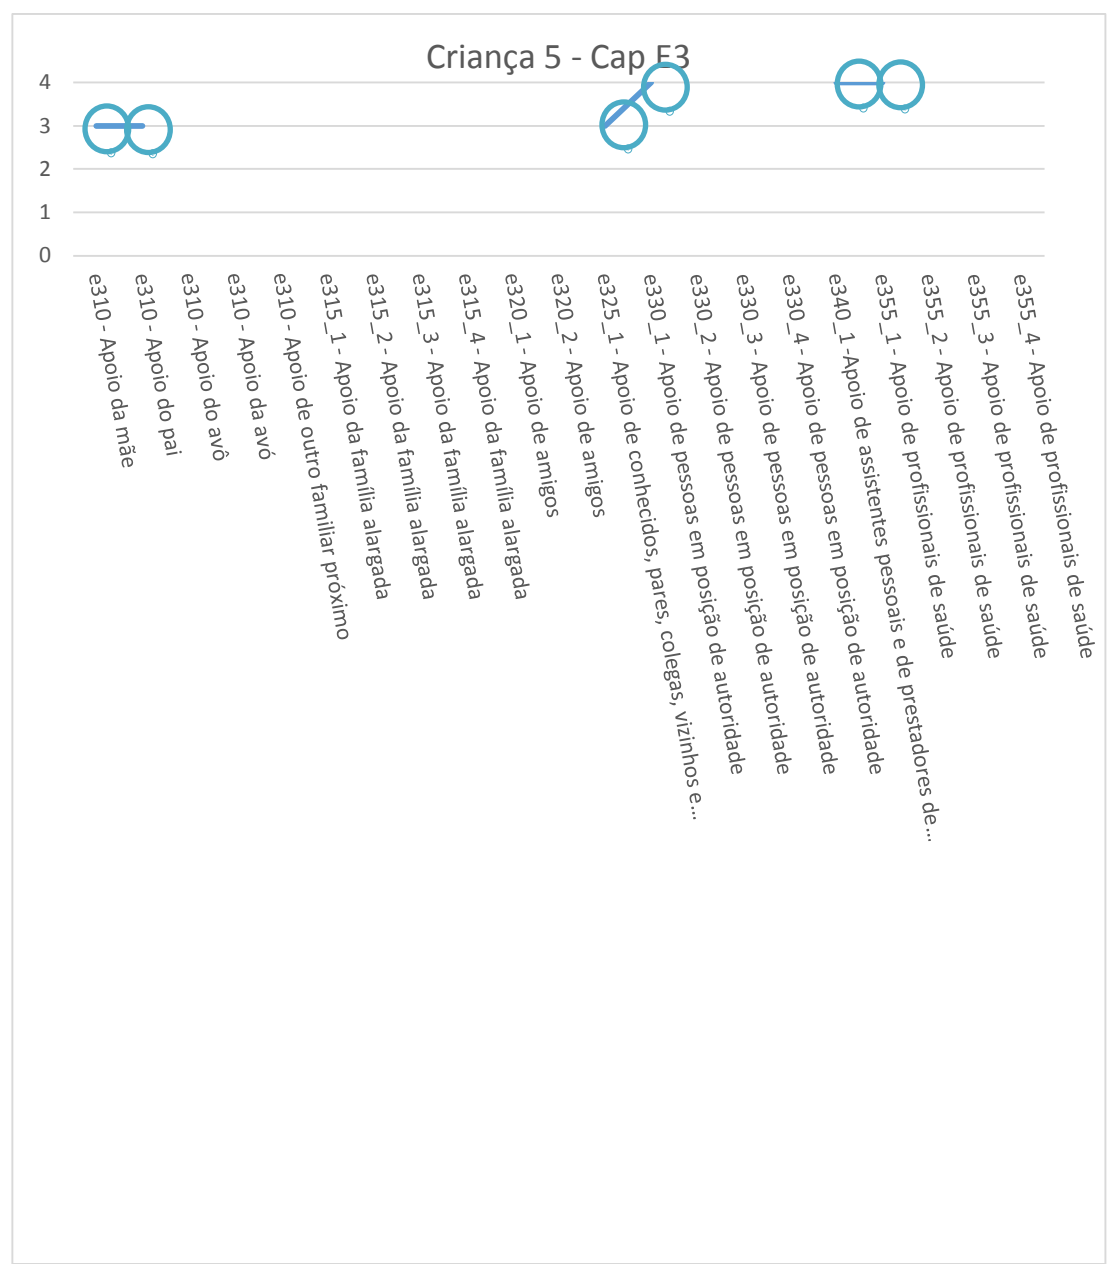 Criança 5 - Cap E3
4
3
2
1
0
e310 - Apoio da mãe
e310 - Apoio do pai
e310 - Apoio do avô
e310 - Apoio da avó
e310 - Apoio de outro familiar próximo
e315_1 - Apoio da família alargada
e315_2 - Apoio da família alargada
e315_3 - Apoio da família alargada
e315_4 - Apoio da família alargada
e320_1 - Apoio de amigos
e320_2 - Apoio de amigos
e325_1 - Apoio de conhecidos, pares, colegas, vizinhos e...
e330_1 - Apoio de pessoas em posição de autoridade
e330_2 - Apoio de pessoas em posição de autoridade
e330_3 - Apoio de pessoas em posição de autoridade
e330_4 - Apoio de pessoas em posição de autoridade
e340_1 -Apoio de assistentes pessoais e de prestadores de...
e355_1 - Apoio de profissionais de saúde
e355_2 - Apoio de profissionais de saúde
e355_3 - Apoio de profissionais de saúde
e355_4 - Apoio de profissionais de saúde